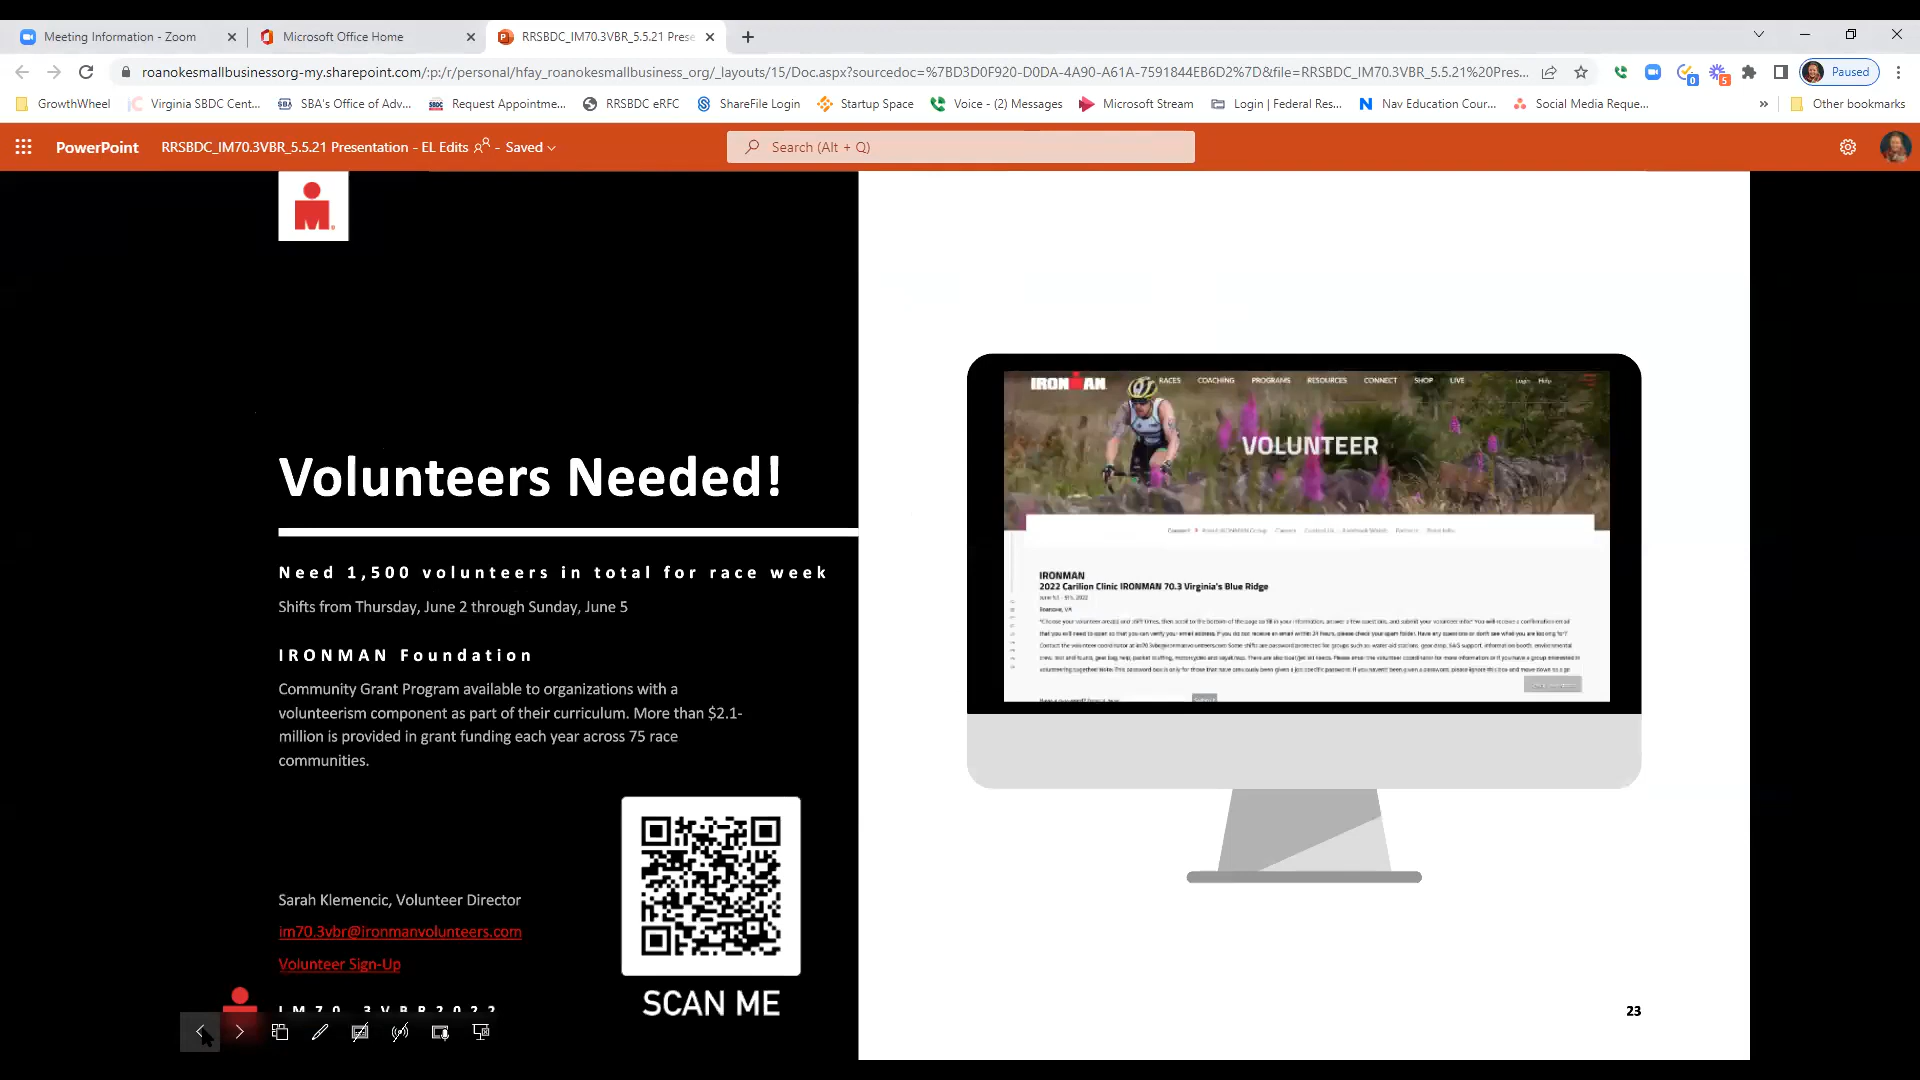 Meeting Information - Zoom
Microsoft Office Home
RRSBDC_IM70.3VBR_5.5.21 Prese
roanokesmallbusinessorg-my.sharepoint.com/:p:/r/personal/hfay_roanokesmallbusiness_org/_layouts/15/Doc.aspx?sourcedoc=%7BD3D0F920-D0DA-4A90-A61A-7591844EB6D2%7D&file=RRSBDC_IM70.3VBR_5.5.21%20Pres...
Paused
GrowthWheel
Virginia SBDC Cent...
SBA's Office of Adv...
Request Appointme...
RRSBDC eRFC
ShareFile Login
Startup Space
Voice - (2) Messages
Microsoft Stream
Login | Federal Res...
Nav Education Cour...
Social Media Reque...
Other bookmarks
PowerPoint
RRSBDC_IM70.3VBR_5.5.21 Presentation - EL Edits - Saved
Search (Alt + Q)
Volunteers Needed!
Need 1,500 volunteers in total for race week
Shifts from Thursday, June 2 through Sunday, June 5
IRONMAN Foundation
Community Grant Program available to organizations with a
volunteerism component as part of their curriculum. More than $2.1-
million is provided in grant funding each year across 75 race
communities.
Sarah Klemencic, Volunteer Director
im70.3vbr@ironmanvolunteers.com
Volunteer Sign-Up
IM70.3VBR2022
SCAN ME
IRONMAN
RACES COACHING PROGRAMS RESOURCES CONNECT SHOP LIVE Login Help
VOLUNTEER
IRONMAN
2022 Carilion Clinic IRONMAN 70.3 Virginia's Blue Ridge
Roanoke, VA
23